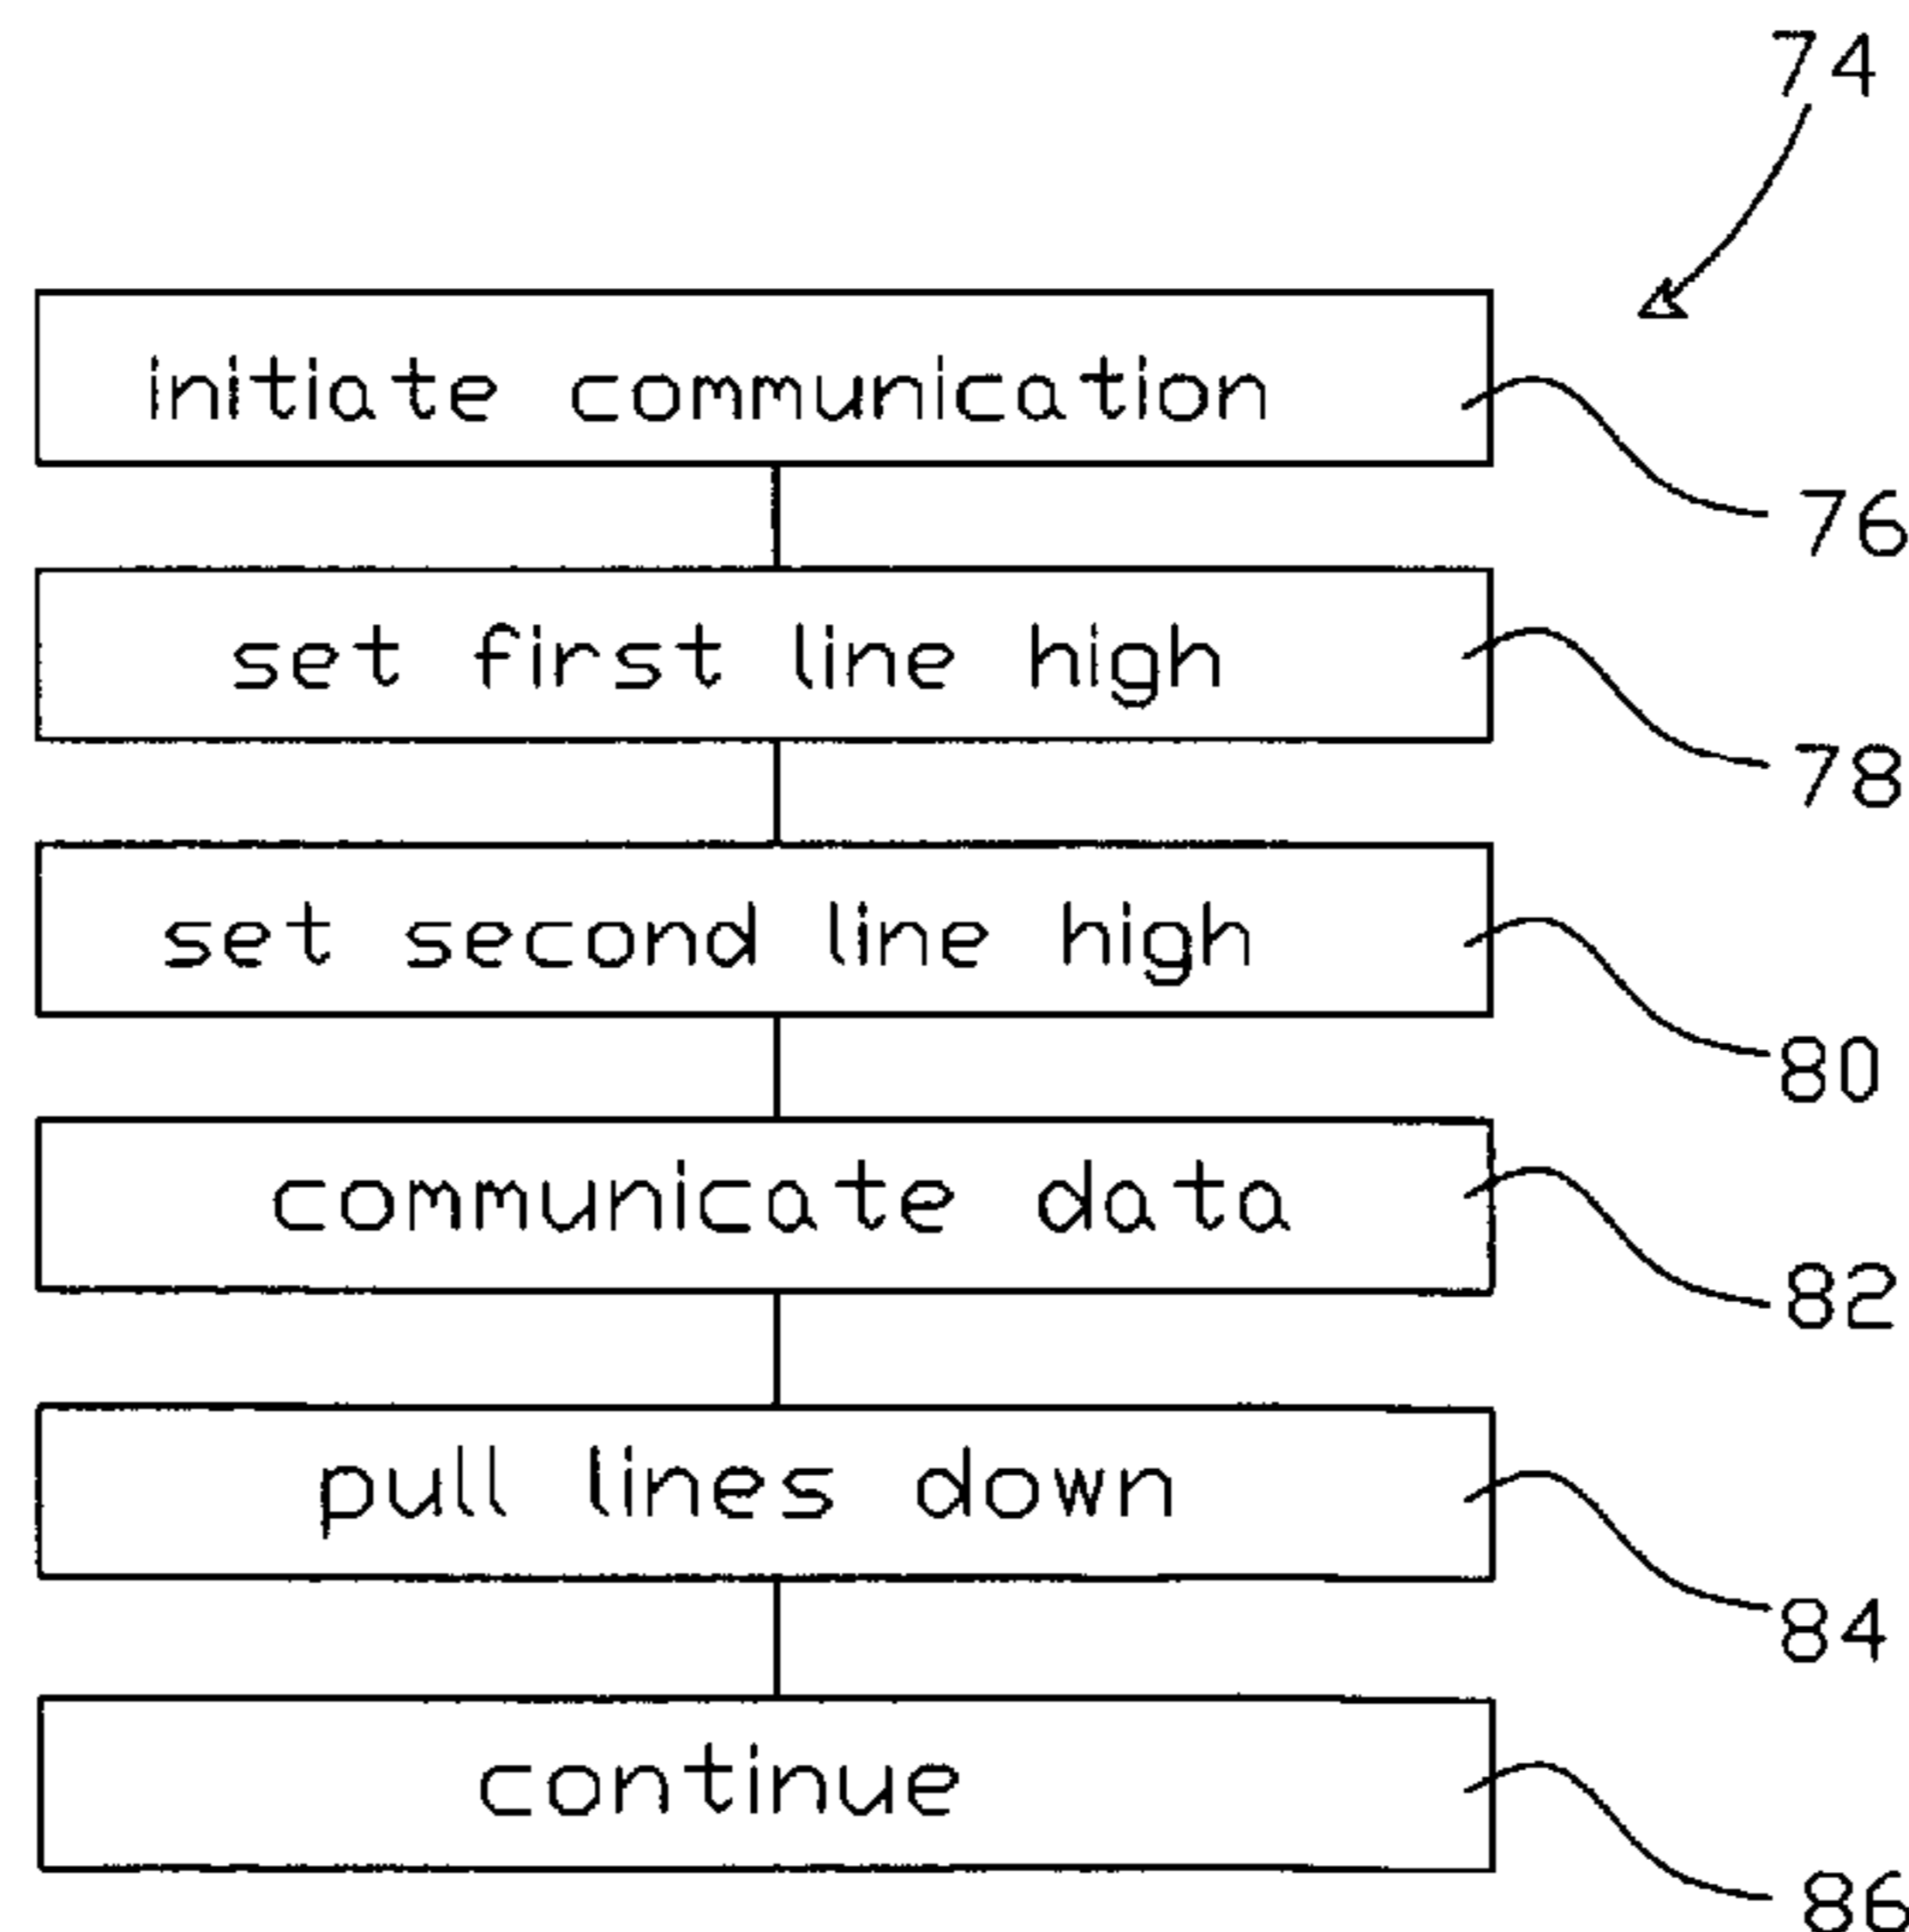 74
initiate communication
76
set first line high
78
set second line high
80
communicate data
82
pull lines down
84
continue
86